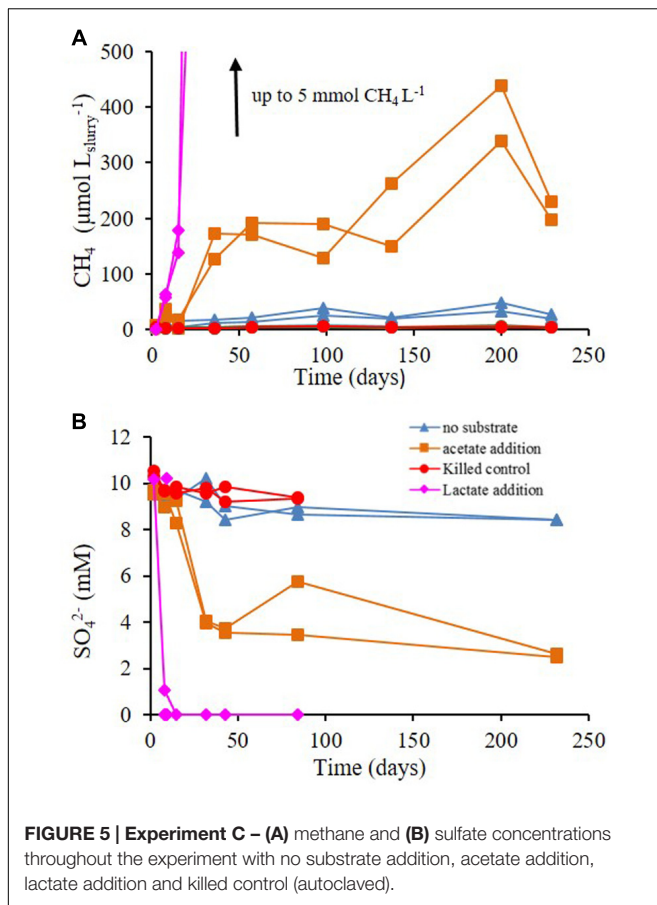 A
500
400
300
200
100
0
CH₄ (μmol L_slurry⁻¹)
up to 5 mmol CH₄ L⁻¹
0 50 100 150 200 250
Time (days)
B
12
10
8
6
4
2
0
SO₄²⁻ (mM)
no substrate
acetate addition
Killed control
Lactate addition
0 50 100 150 200 250
Time (days)
FIGURE 5 | Experiment C – (A) methane and (B) sulfate concentrations
throughout the experiment with no substrate addition, acetate addition,
lactate addition and killed control (autoclaved).